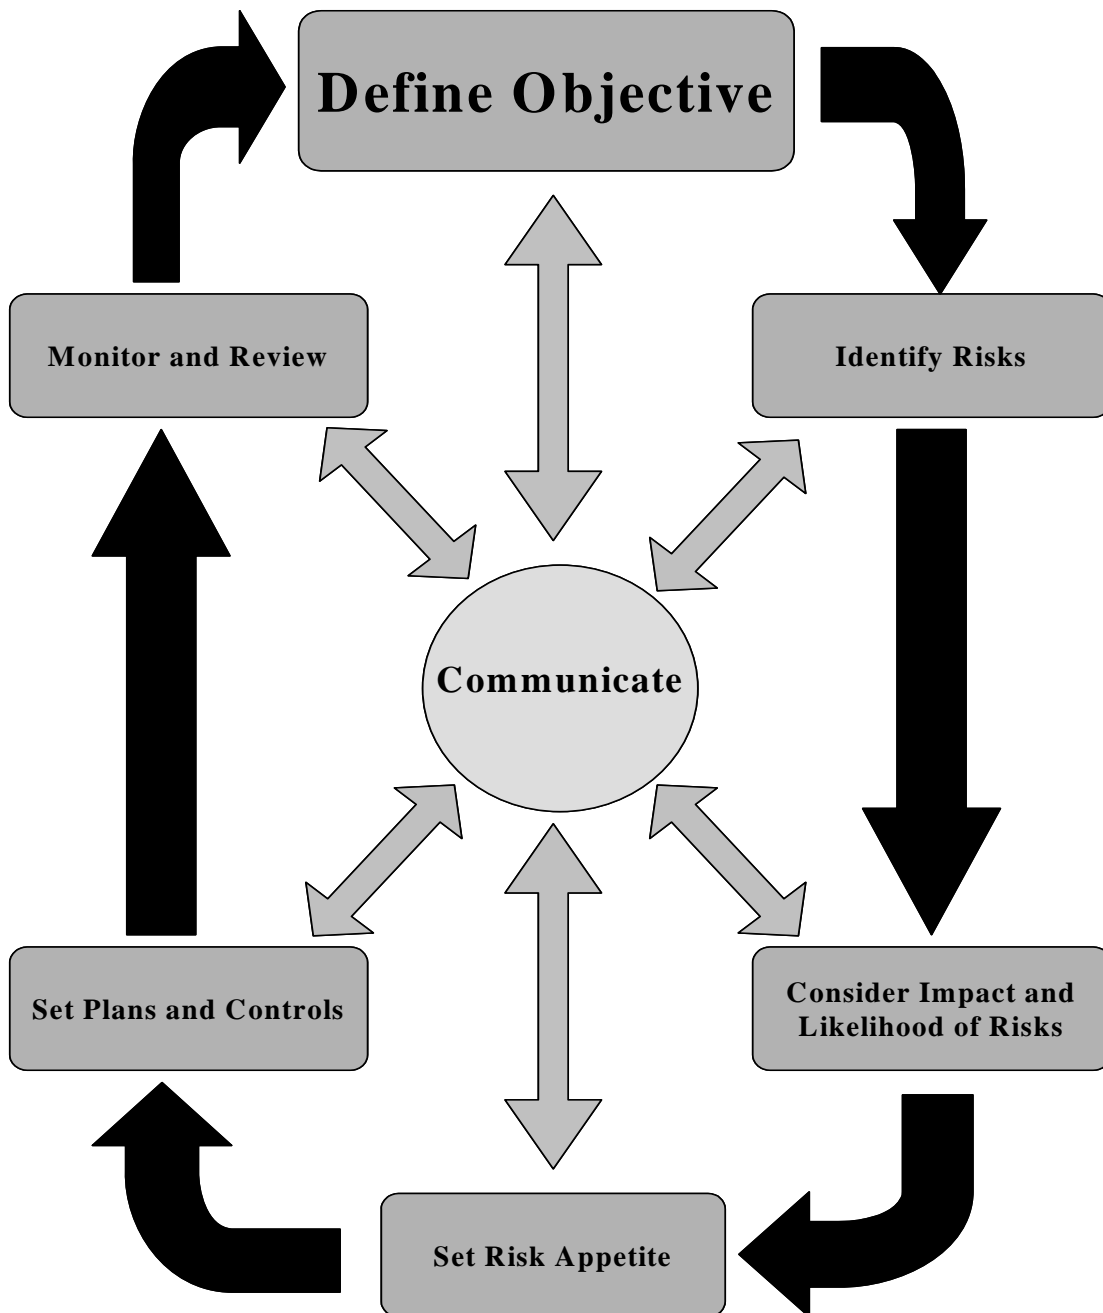 Define Objective
Monitor and Review
Identify Risks
Communicate
Set Plans and Controls
Consider Impact and
Likelihood of Risks
Set Risk Appetite